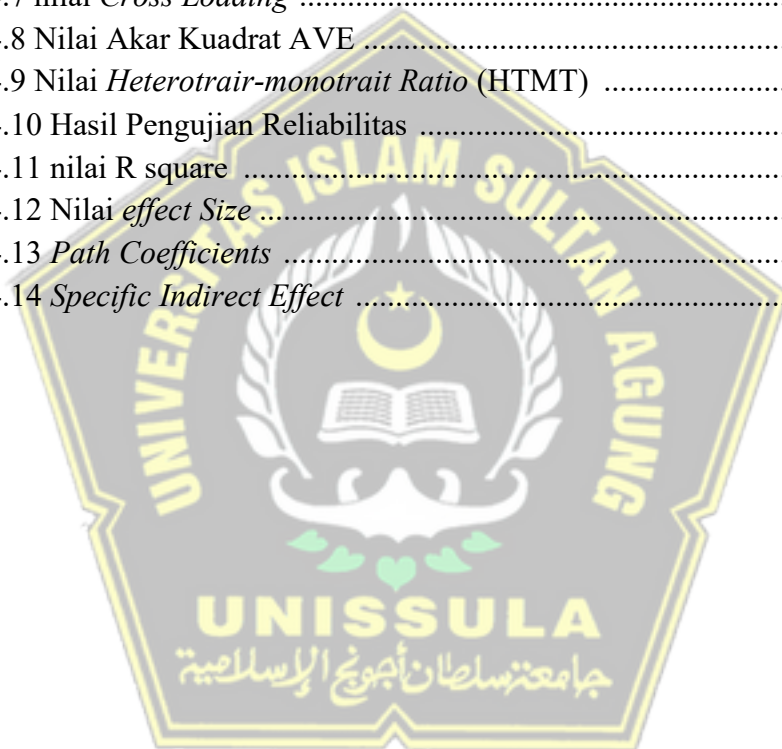 .7 nilai Cross Loading ................................................................
.8 Nilai Akar Kuadrat AVE ................................................................
.9 Nilai Heterotrair-monotrait Ratio (HTMT) ................................
.10 Hasil Pengujian Reliabilitas ................................................
.11 nilai R square ................................................................
.12 Nilai effect Size ................................................................
.13 Path Coefficients ................................................................
.14 Specific Indirect Effect ................................................
UNIVERSITAS ISLAM SULTAN AGUNG
UNISSULA
جامعة سلطان أجونج الإسلامية